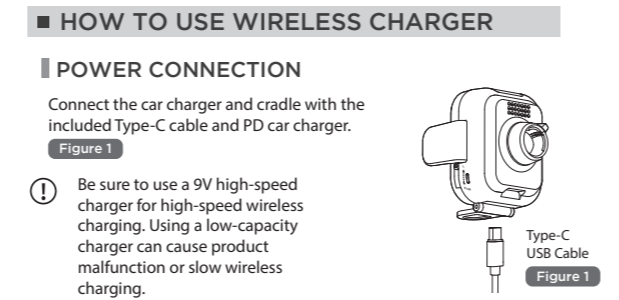 HOW TO USE WIRELESS CHARGER
POWER CONNECTION
Connect the car charger and cradle with the
included Type-C cable and PD car charger.
Figure 1
Be sure to use a 9V high-speed
charger for high-speed wireless
charging. Using a low-capacity
charger can cause product
malfunction or slow wireless
charging.
Type-C
USB Cable
Figure 1